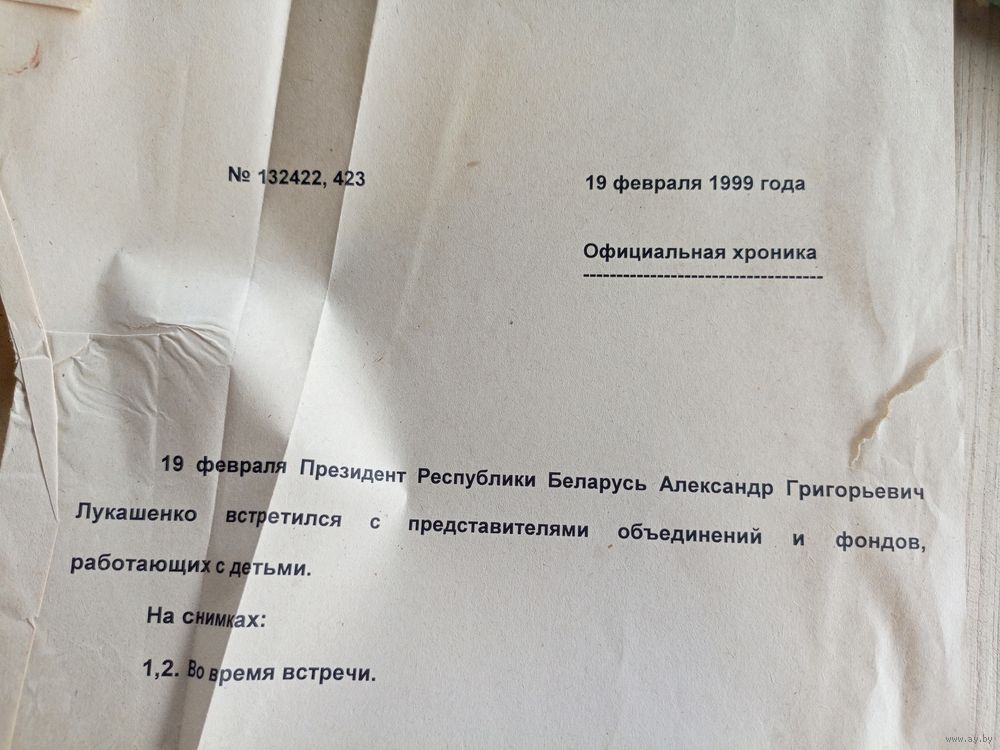 № 132422, 423 19 февраля 1999 года
Официальная хроника
------------------------------------
19 февраля Президент Республики Беларусь Александр Григорьевич
Лукашенко встретился с представителями объединений и фондов,
работающих с детьми.
На снимках:
1,2. Во время встречи.
www.ay.by